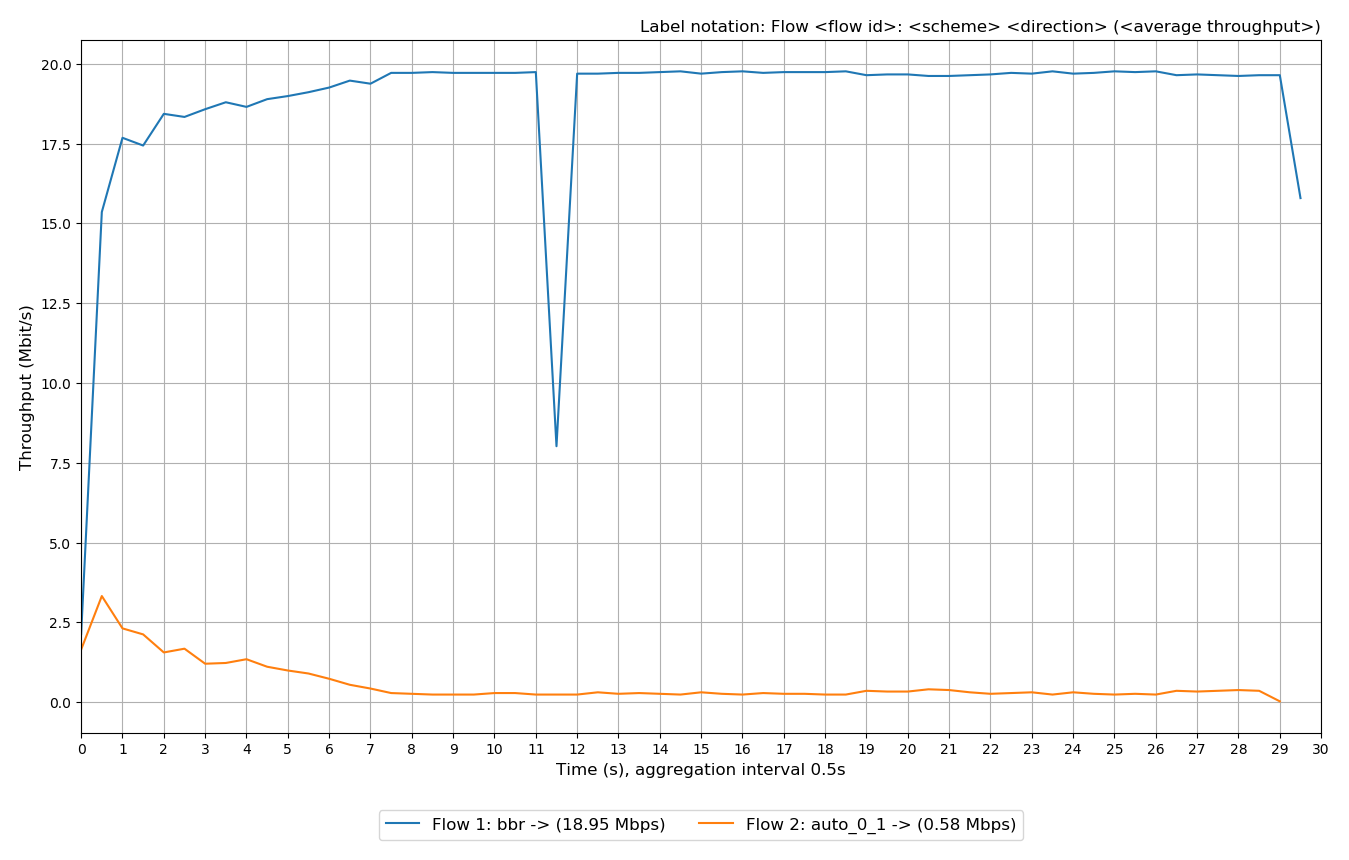 Label notation: Flow <flow id>: <scheme> <direction> (<average throughput>)
20.0
17.5
15.0
12.5
10.0
7.5
5.0
2.5
0.0
Throughput (Mbit/s)
0 1 2 3 4 5 6 7 8 9 10 11 12 13 14 15 16 17 18 19 20 21 22 23 24 25 26 27 28 29 30
Time (s), aggregation interval 0.5s
Flow 1: bbr -> (18.95 Mbps) Flow 2: auto_0_1 -> (0.58 Mbps)